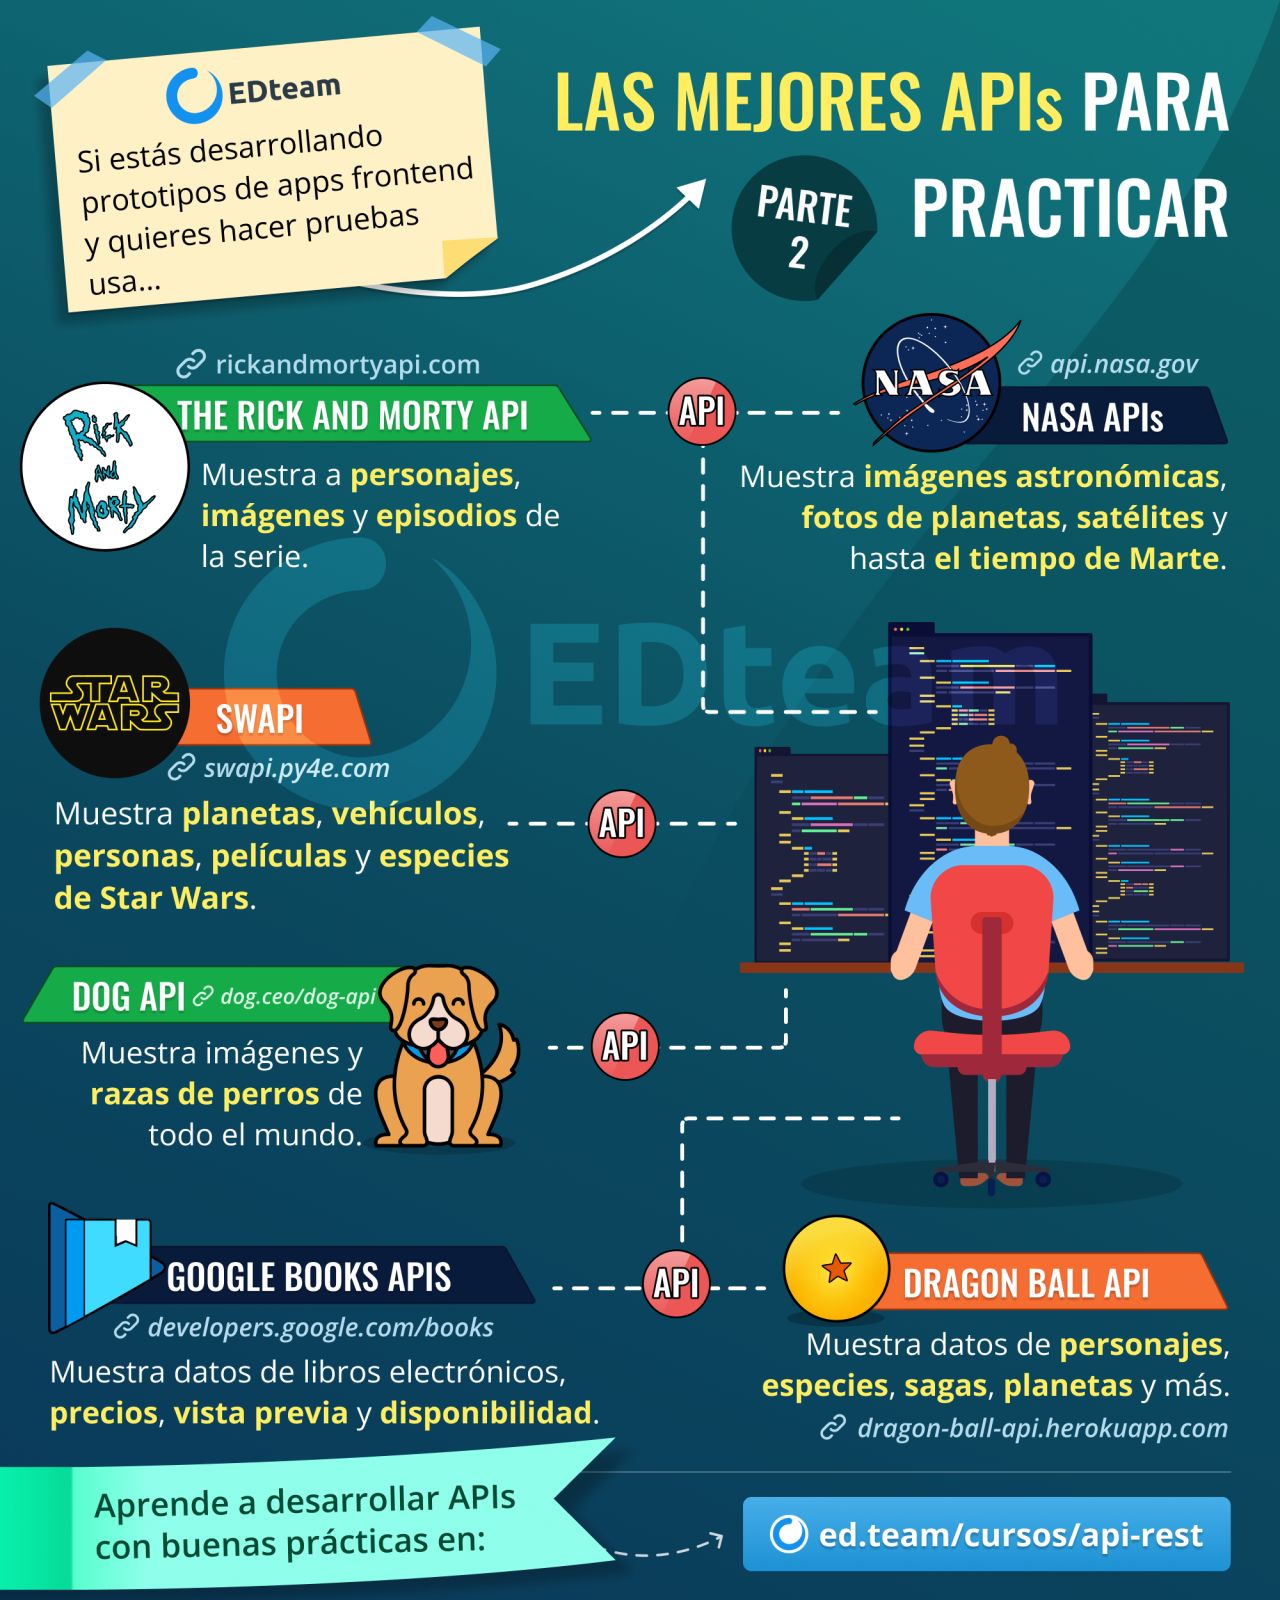 EDteam
Si estás desarrollando
prototipos de apps frontend
y quieres hacer pruebas
usa...
LAS MEJORES APIs PARA
PRACTICAR
PARTE
2
rickandmortyapi.com
Rick
And
Morty
THE RICK AND MORTY API
Muestra a personajes,
imágenes y episodios de
la serie.
API
NASA
api.nasa.gov
NASA APIs
Muestra imágenes astronómicas,
fotos de planetas, satélites y
hasta el tiempo de Marte.
EDteam
STAR
WARS
SWAPI
swapi.py4e.com
Muestra planetas, vehículos,
personas, películas y especies
de Star Wars.
API
DOG API dog.ceo/dog-api
Muestra imágenes y
razas de perros de
todo el mundo.
API
GOOGLE BOOKS APIS
developers.google.com/books
Muestra datos de libros electrónicos,
precios, vista previa y disponibilidad.
API
DRAGON BALL API
Muestra datos de personajes,
especies, sagas, planetas y más.
dragon-ball-api.herokuapp.com
Aprende a desarrollar APIs
con buenas prácticas en:
ed.team/cursos/api-rest